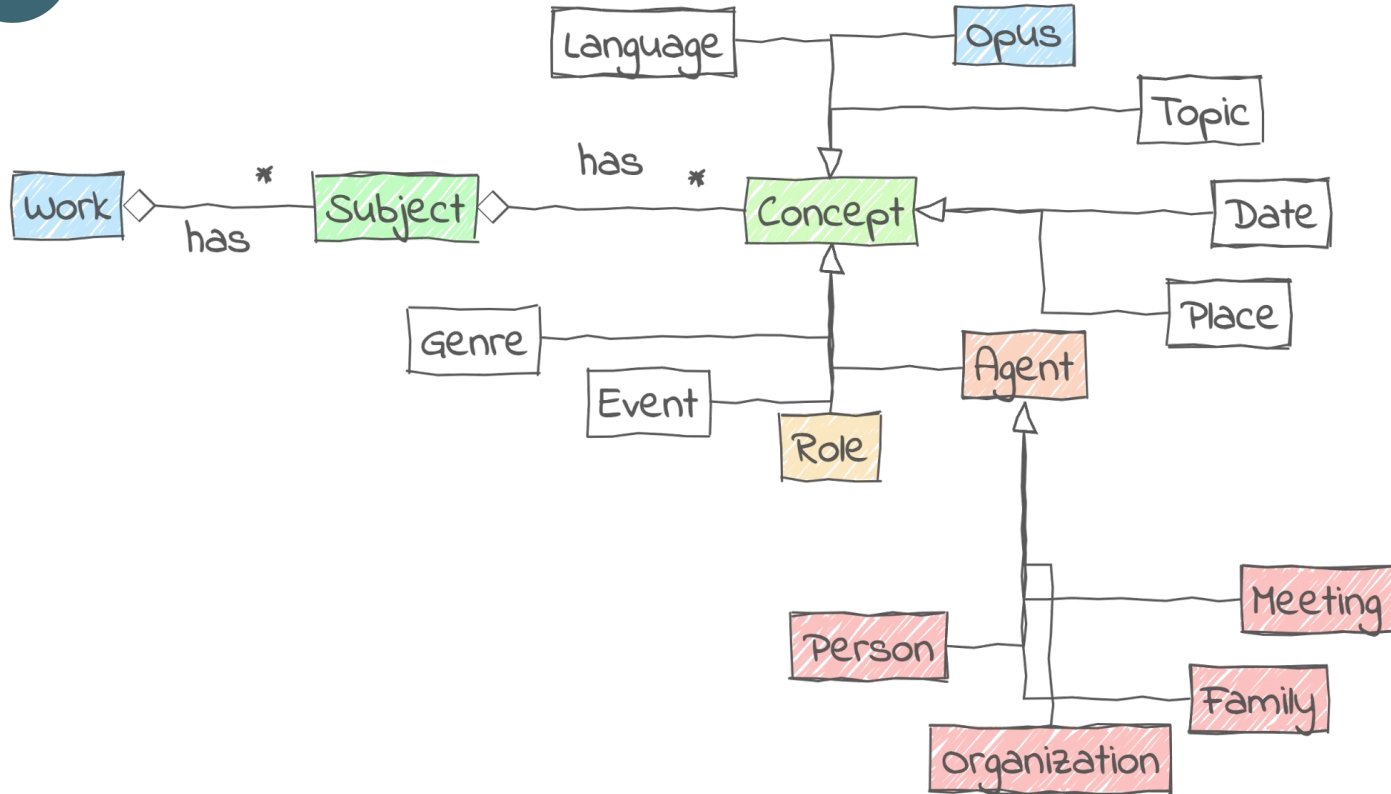 Language
Opus
Topic
has
*
*
Work
Subject
Concept
Date
has
Genre
Place
Agent
Event
Role
Meeting
Person
Family
Organization